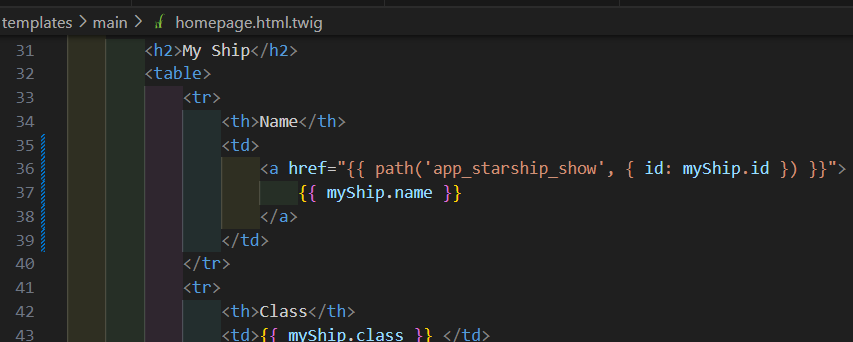 templates > main > homepage.html.twig
31 <h2>My Ship</h2>
32 <table>
33 <tr>
34 <th>Name</th>
35 <td>
36 <a href="{{ path('app_starship_show', { id: myShip.id }) }}">
37 {{ myShip.name }}
38 </a>
39 </td>
40 </tr>
41 <tr>
42 <th>Class</th>
43 <td>{{ myShip.class }} </td>